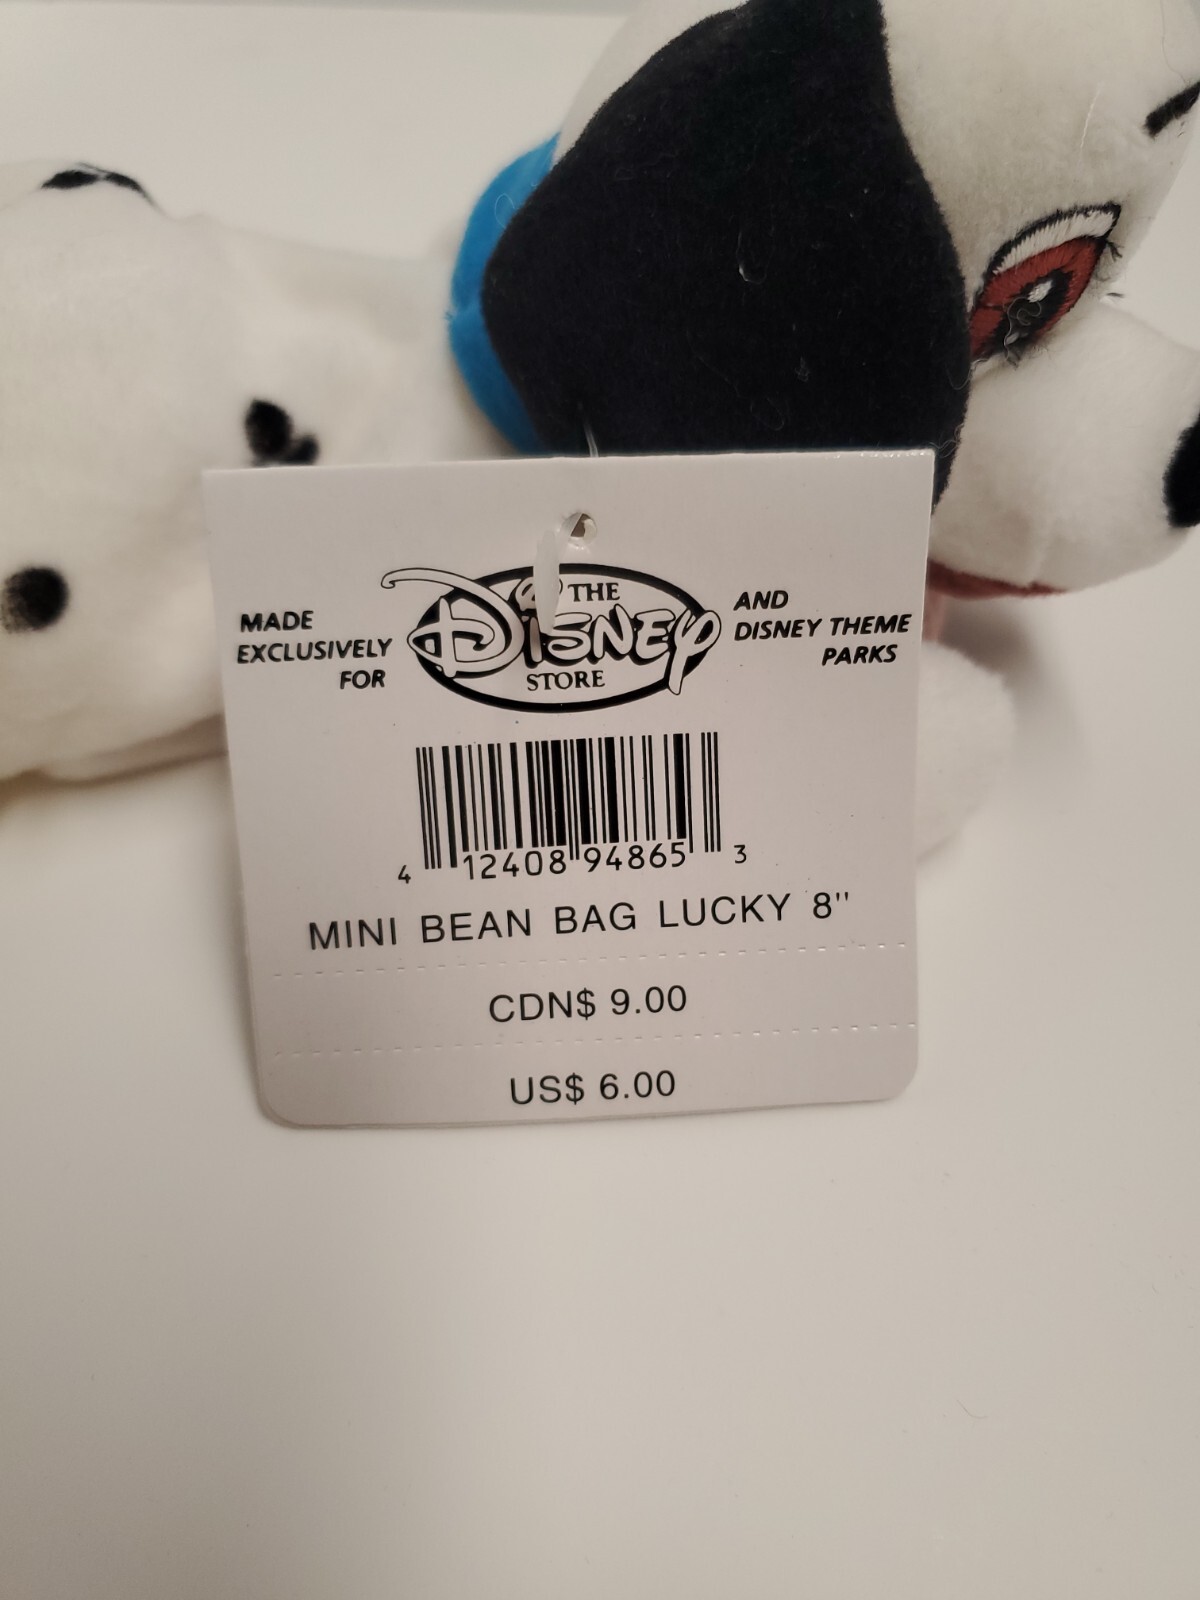 MADE
EXCLUSIVELY
FOR
THE
DISNEY
STORE
AND
DISNEY THEME
PARKS
4 12408 94865 3
MINI BEAN BAG LUCKY 8"
CDN$ 9.00
US$ 6.00